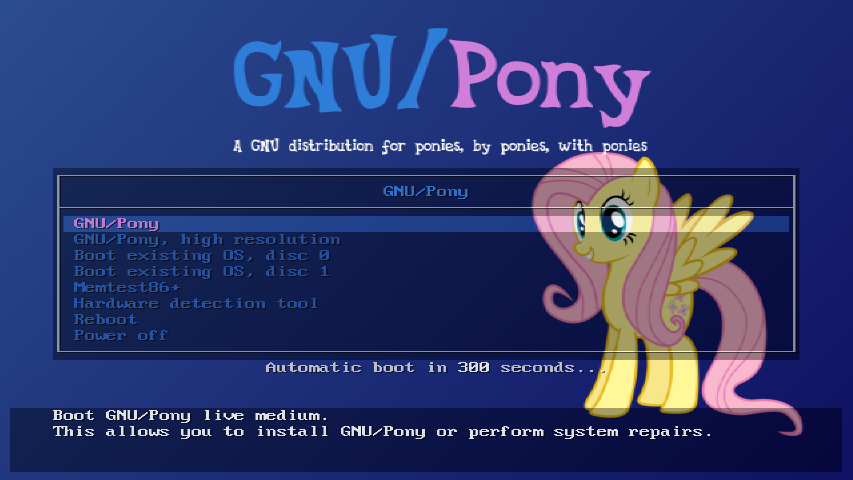 GNU/Pony
A GNU distribution for ponies, by ponies, with ponies
GNU/Pony
GNU/Pony
GNU/Pony, high resolution
Boot existing OS, disc 0
Boot existing OS, disc 1
Memtest86+
Hardware detection tool
Reboot
Power off
Automatic boot in 300 seconds...
Boot GNU/Pony live medium.
This allows you to install GNU/Pony or perform system repairs.